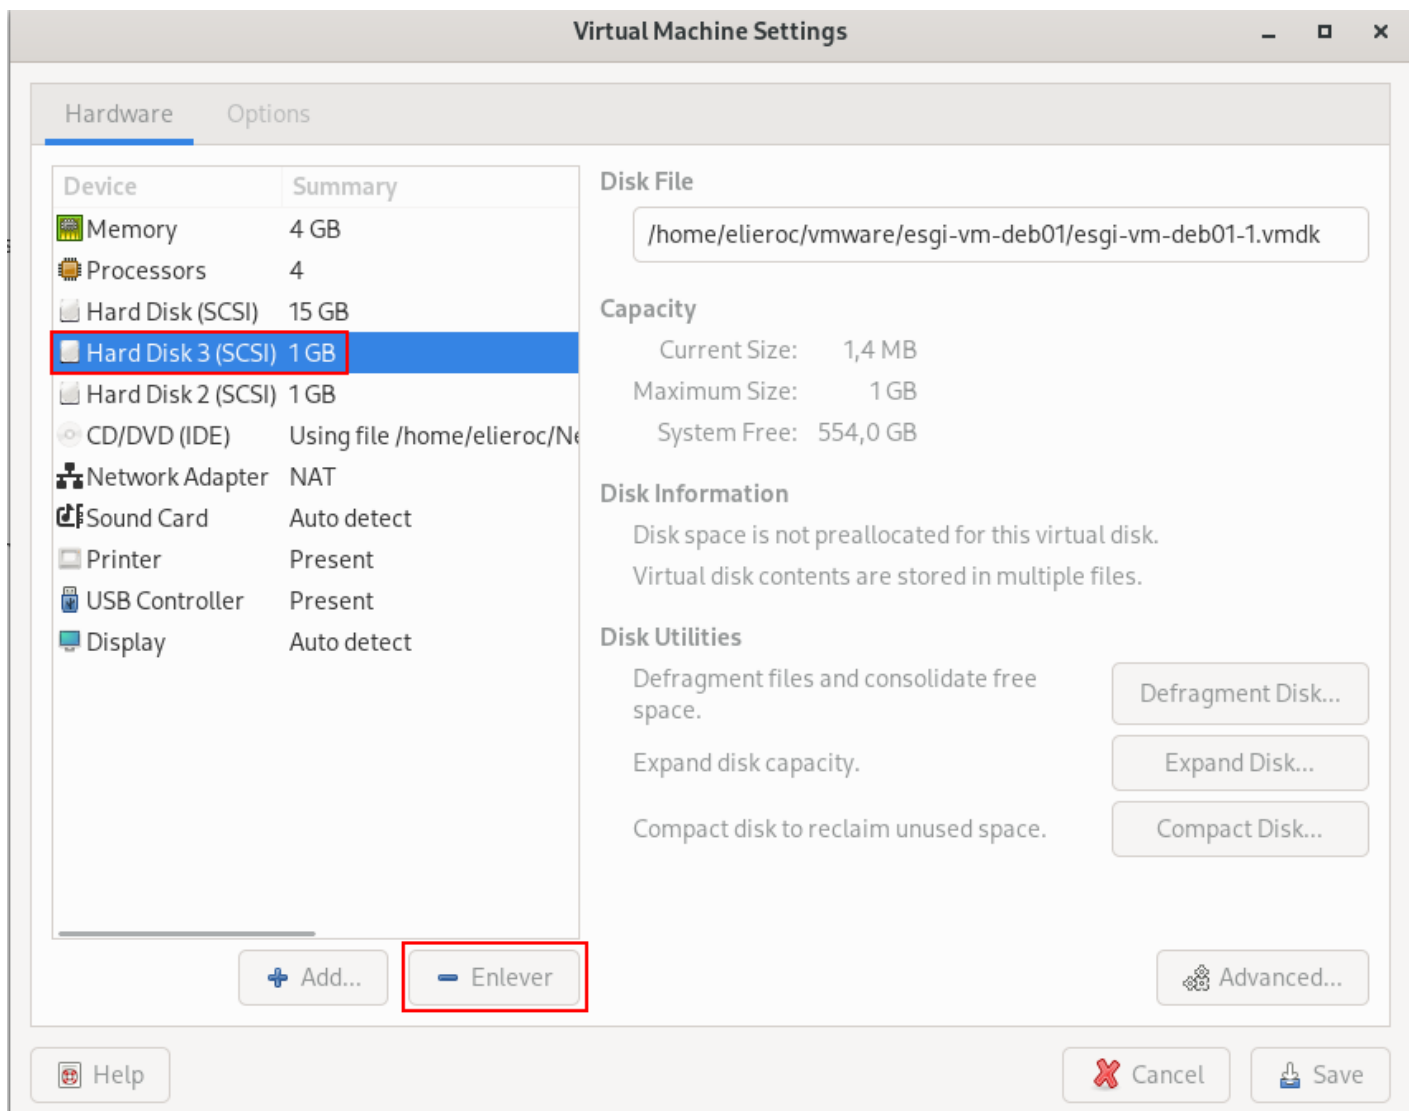 Virtual Machine Settings
Hardware Options
Device Summary
Memory 4 GB
Processors 4
Hard Disk (SCSI) 15 GB
Hard Disk 3 (SCSI) 1 GB
Hard Disk 2 (SCSI) 1 GB
CD/DVD (IDE) Using file /home/elieroc/Ne
Network Adapter NAT
Sound Card Auto detect
Printer Present
USB Controller Present
Display Auto detect
Add...
Enlever
Disk File
/home/elieroc/vmware/esgi-vm-deb01/esgi-vm-deb01-1.vmdk
Capacity
Current Size: 1,4 MB
Maximum Size: 1 GB
System Free: 554,0 GB
Disk Information
Disk space is not preallocated for this virtual disk.
Virtual disk contents are stored in multiple files.
Disk Utilities
Defragment files and consolidate free
space.
Defragment Disk...
Expand disk capacity.
Expand Disk...
Compact disk to reclaim unused space.
Compact Disk...
Advanced...
Help
Cancel
Save